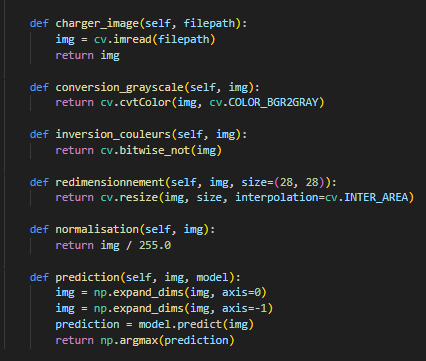 def charger_image(self, filepath):
    img = cv.imread(filepath)
    return img
def conversion_grayscale(self, img):
    return cv.cvtColor(img, cv.COLOR_BGR2GRAY)
def inversion_couleurs(self, img):
    return cv.bitwise_not(img)
def redimensionnement(self, img, size=(28, 28)):
    return cv.resize(img, size, interpolation=cv.INTER_AREA)
def normalisation(self, img):
    return img / 255.0
def prediction(self, img, model):
    img = np.expand_dims(img, axis=0)
    img = np.expand_dims(img, axis=-1)
    prediction = model.predict(img)
    return np.argmax(prediction)